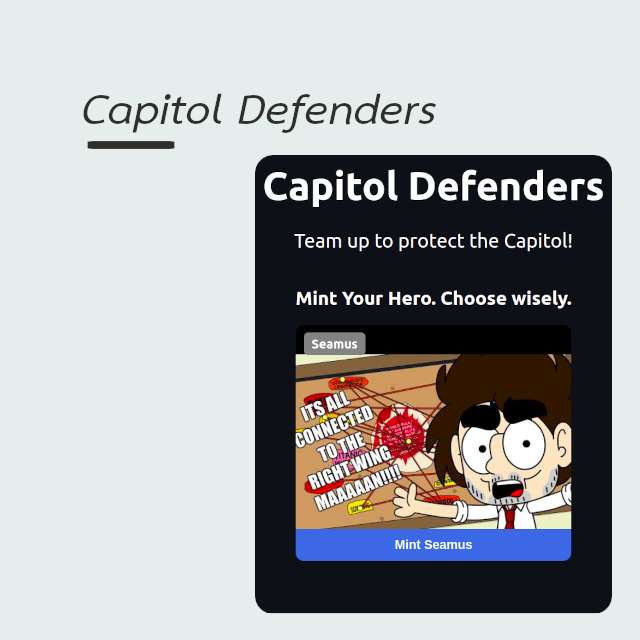 Capitol Defenders
Capitol Defenders
Team up to protect the Capitol!
Mint Your Hero. Choose wisely.
Seamus
ITS ALL
CONNECTED
TO THE
RIGHT WING
MAAAAAN!!!!
Mint Seamus